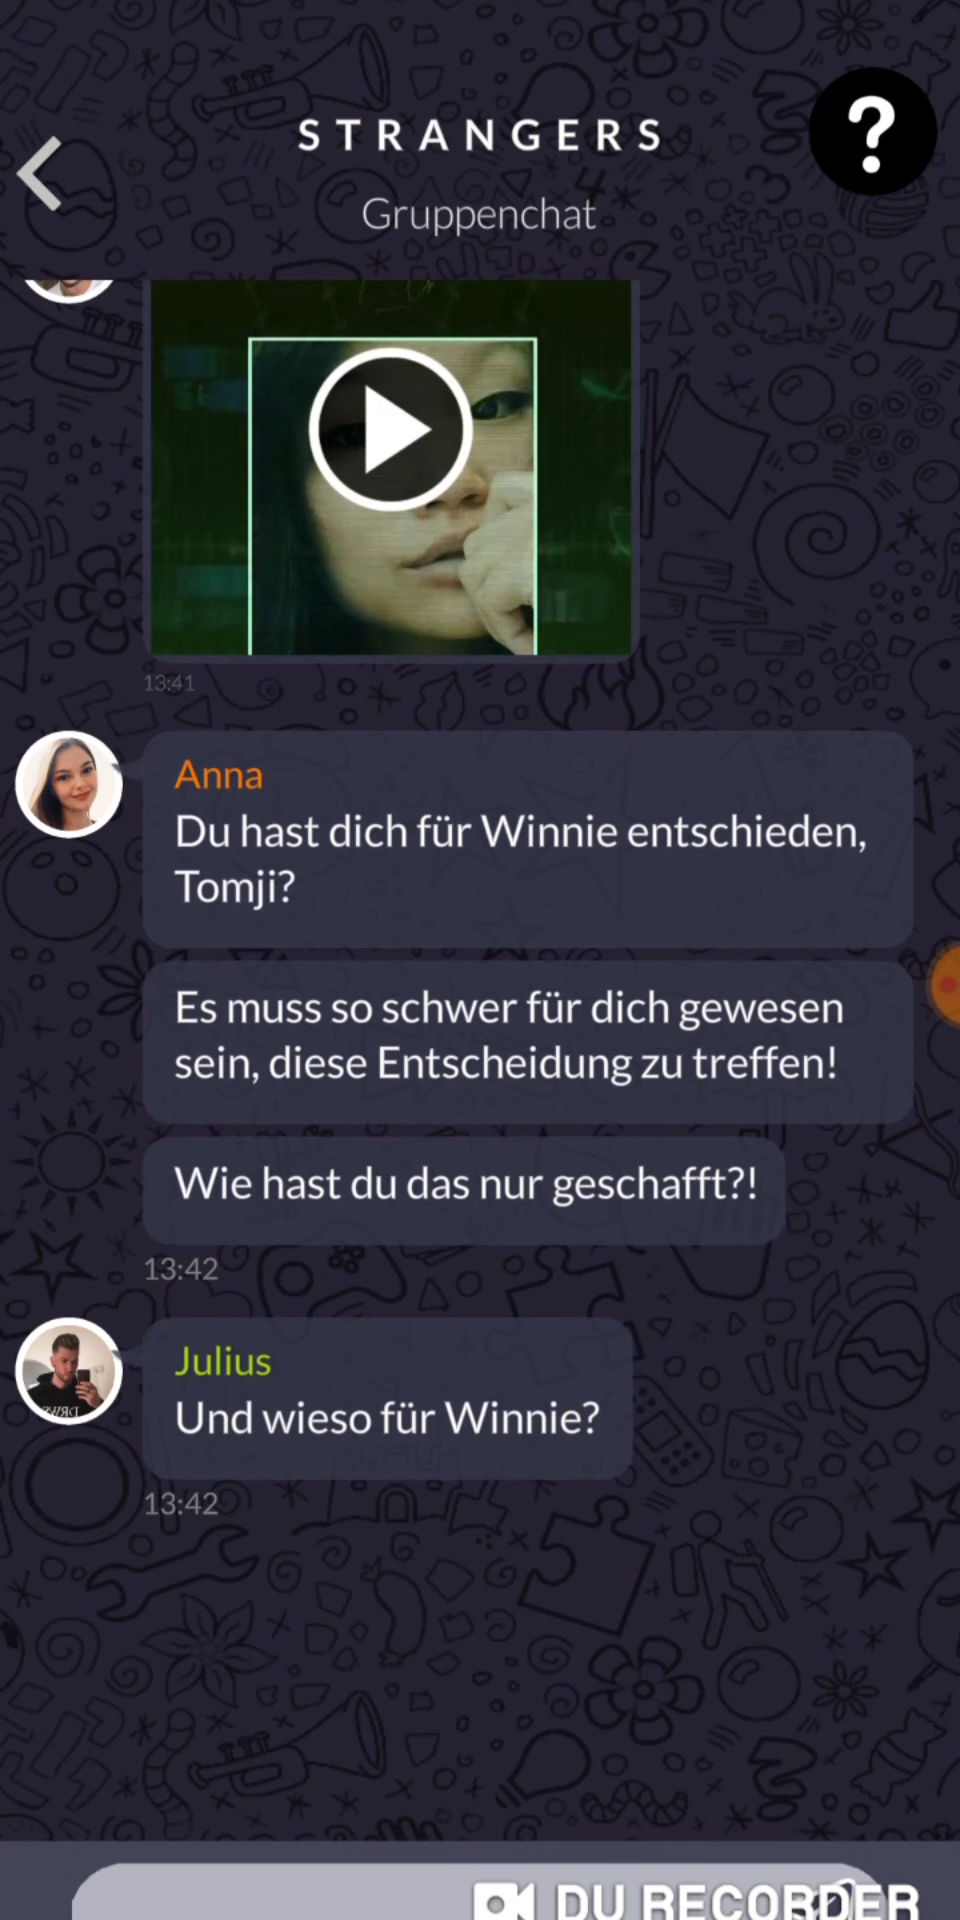 STRANGERS
Gruppenchat
?
13:41
Anna
Du hast dich für Winnie entschieden,
Tomji?
Es muss so schwer für dich gewesen
sein, diese Entscheidung zu treffen!
Wie hast du das nur geschafft?!
13:42
Julius
Und wieso für Winnie?
13:42
DU RECORDER